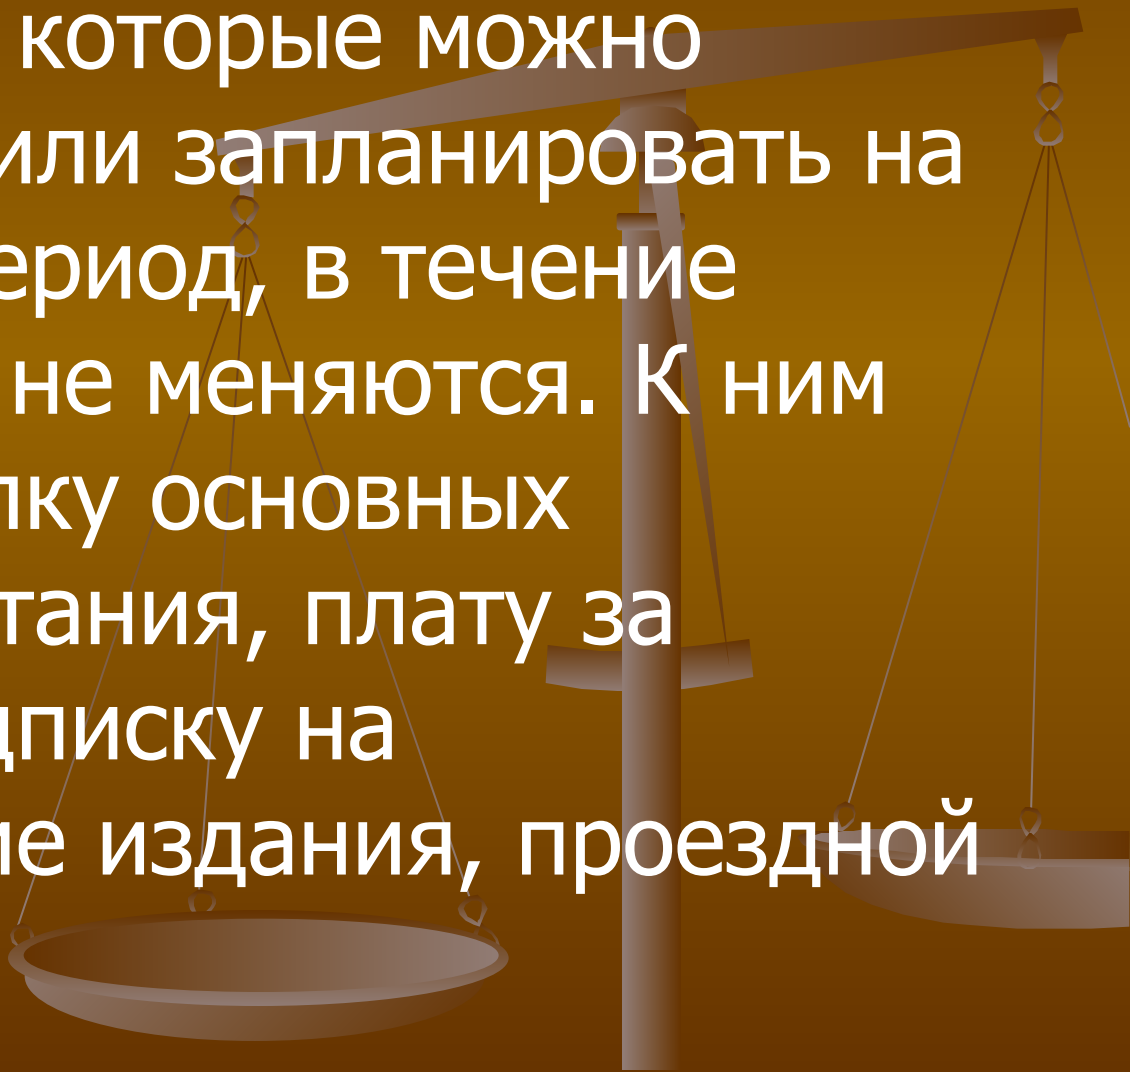 которые можно
или запланировать на
ериод, в течение
не меняются. К ним
пку основных
тания, плату за
дписку на
ие издания, проездной